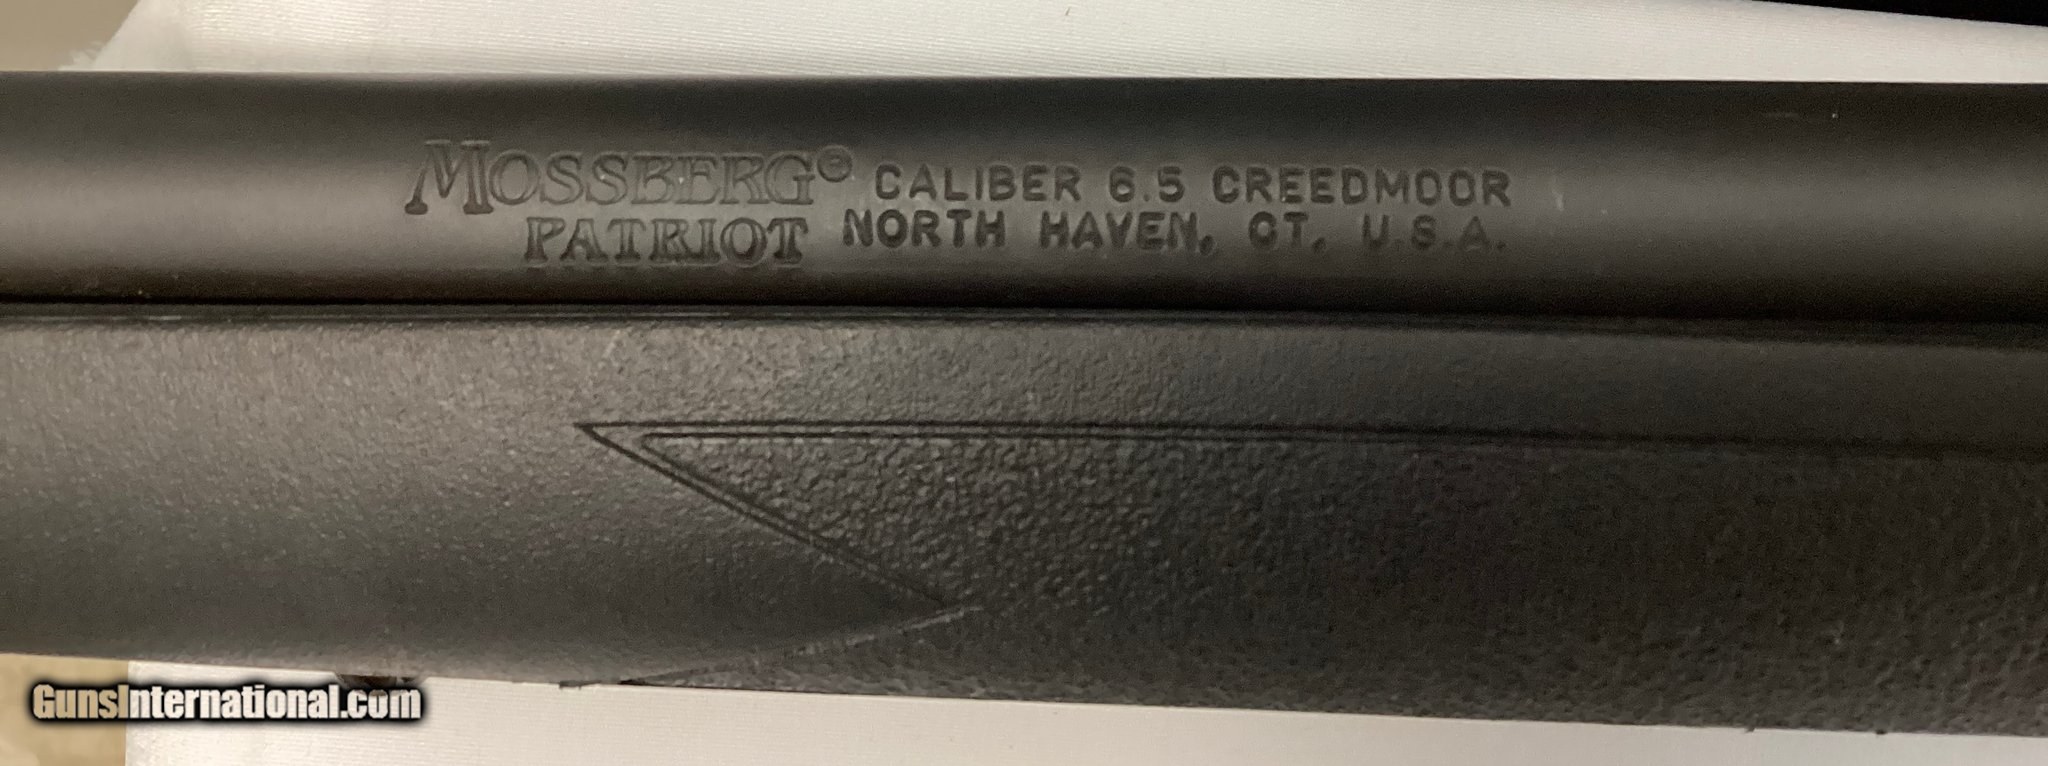 MOSSBERG® CALIBER 6.5 CREEDMOOR
PATRIOT NORTH HAVEN, CT. U.S.A.
GunsInternational.com